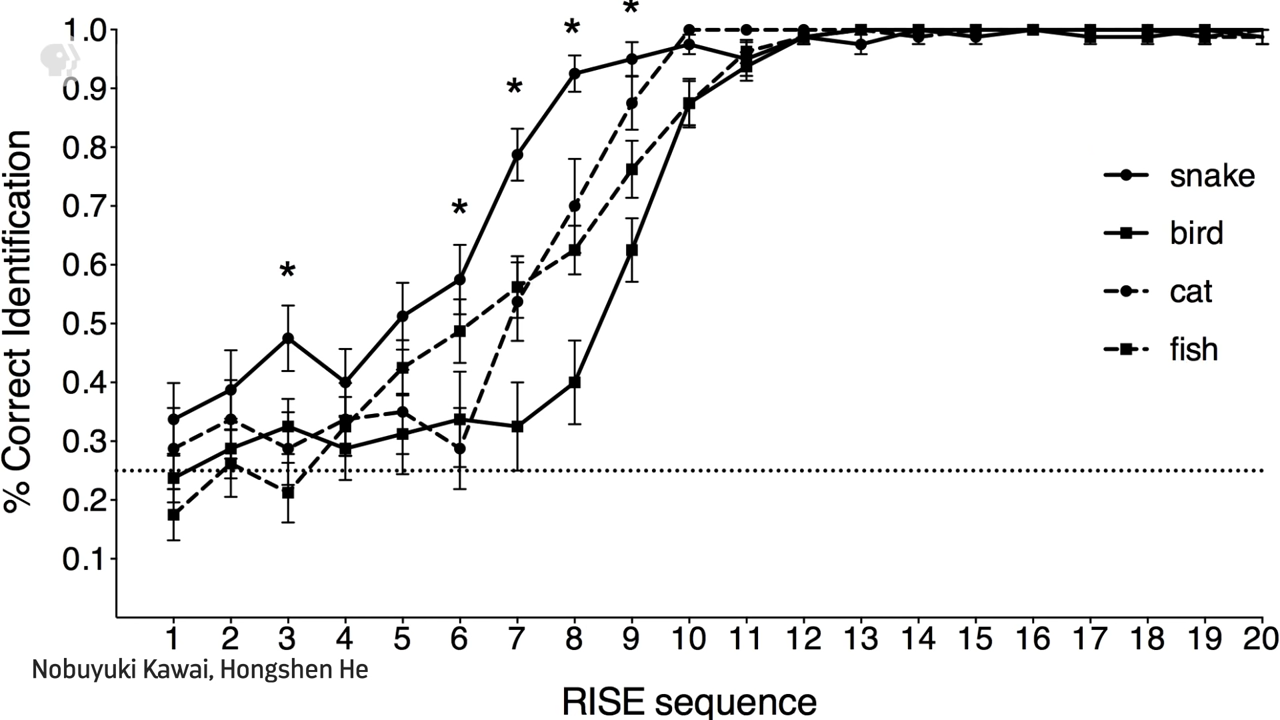 % Correct Identification
1.0
0.9
0.8
0.7
0.6
0.5
0.4
0.3
0.2
0.1
* * * * * *
snake
bird
cat
fish
1 2 3 4 5 6 7 8 9 10 11 12 13 14 15 16 17 18 19 20
Nobuyuki Kawai, Hongshen He
RISE sequence